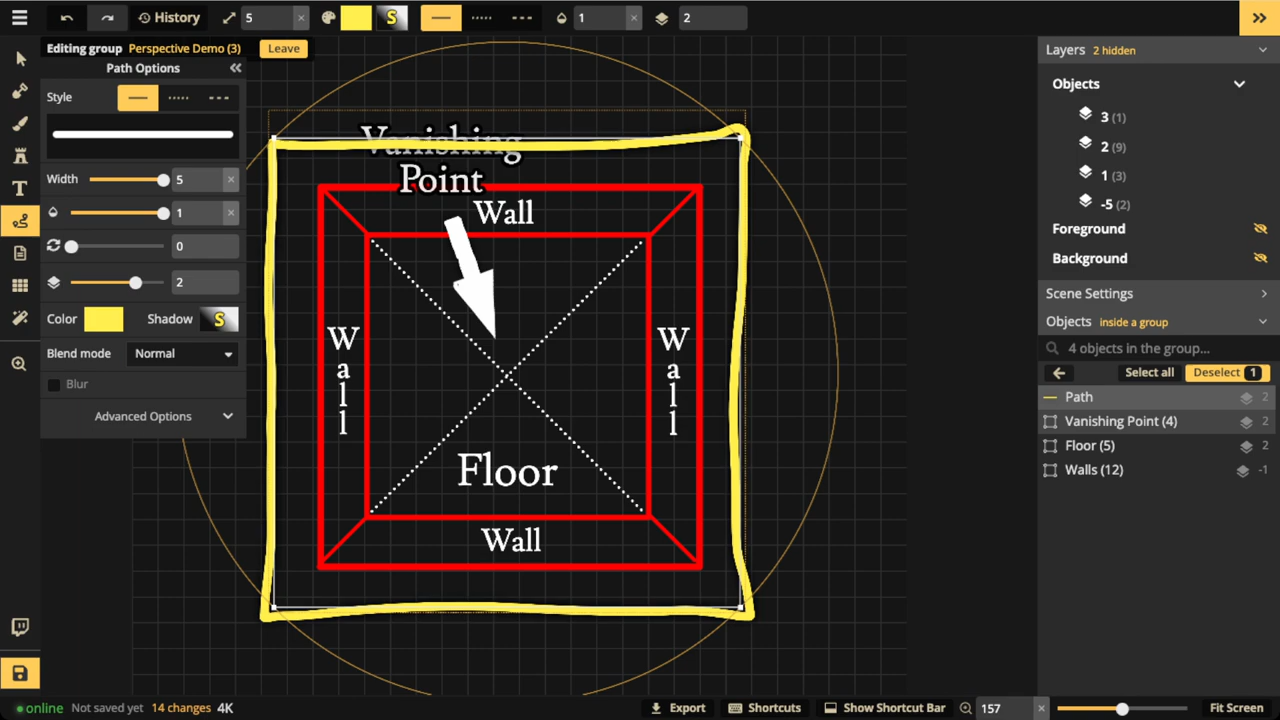 History
5
×
S
1
×
2
Editing group Perspective Demo (3)
Leave
Path Options
Style
Width
5
×
1
×
0
2
Color
Shadow
S
Blend mode
Normal
Blur
Advanced Options
Vanishing
Point
Wall
Wall
Wall
Floor
Wall
Layers 2 hidden
Objects
3 (1)
2 (9)
1 (3)
-5 (2)
Foreground
Background
Scene Settings
Objects inside a group
4 objects in the group...
Select all
Deselect 1
Path 2
Vanishing Point (4) 2
Floor (5) 2
Walls (12) -1
online Not saved yet 14 changes 4K
Export
Shortcuts
Show Shortcut Bar
157
×
Fit Screen